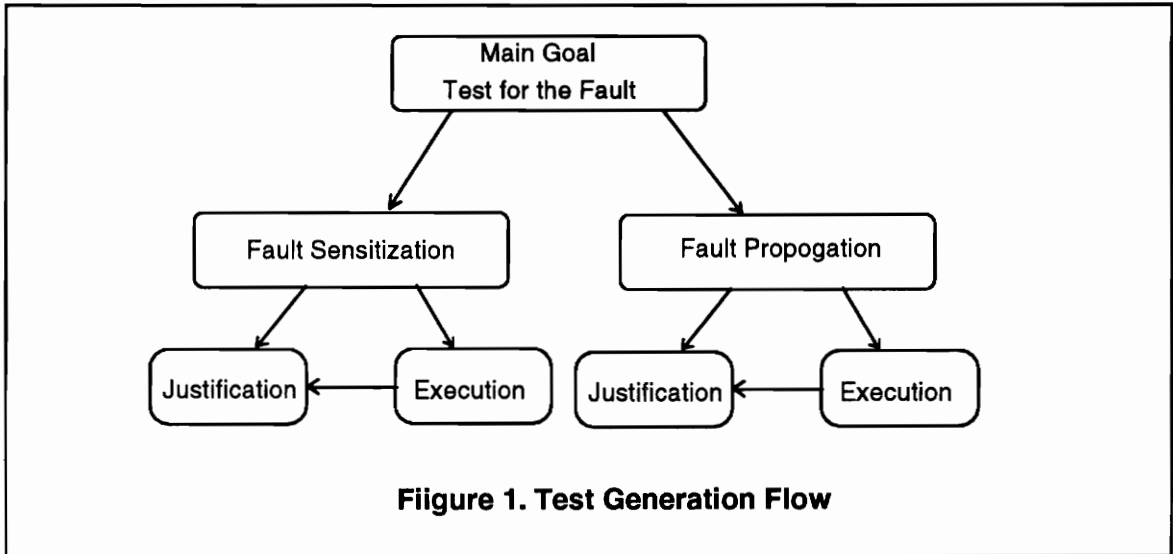 Main Goal
Test for the Fault
Fault Sensitization
Fault Propogation
Justification
Execution
Justification
Execution
Fiigure 1. Test Generation Flow